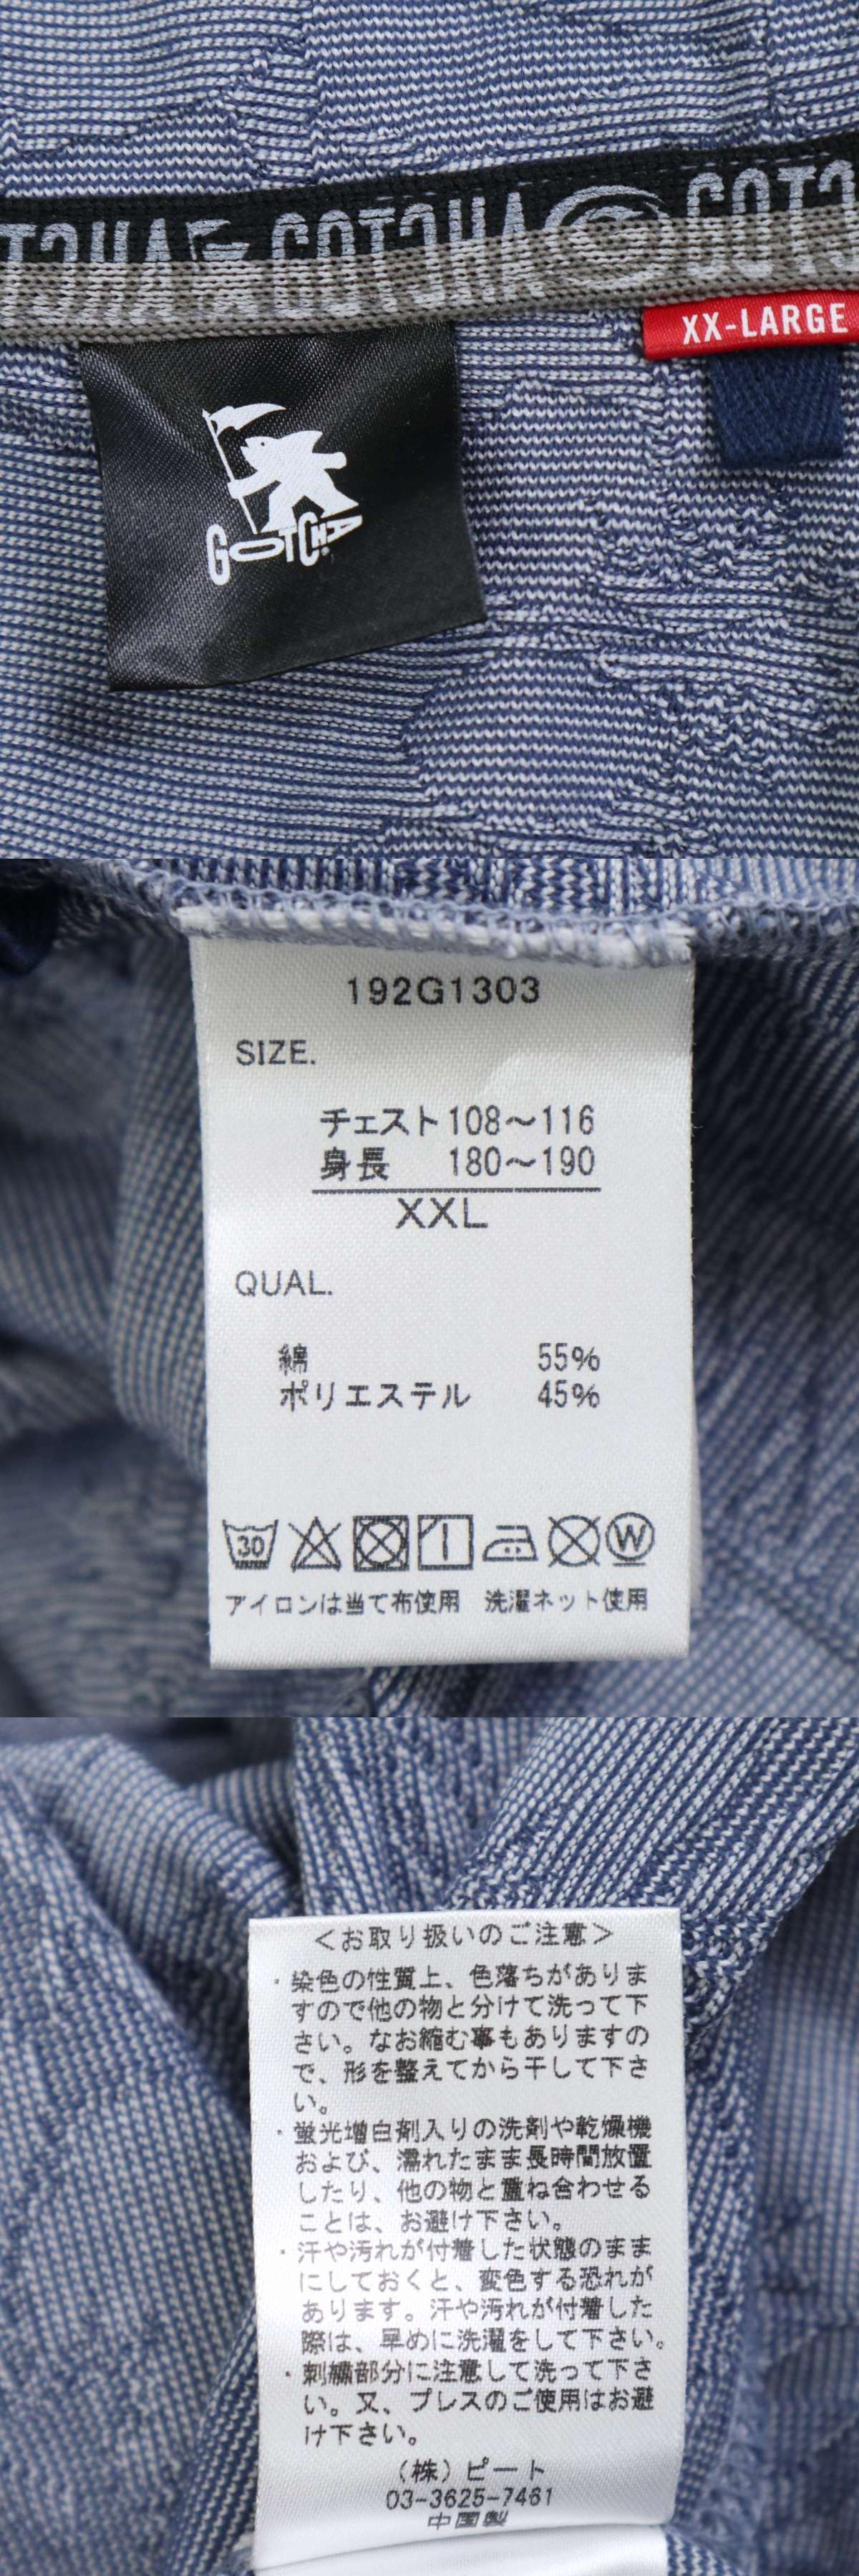 TCHA GOTCHA GOTC
XX-LARGE
GOTCHA
192G1303
SIZE.
チェスト 108～116
身長 180～190
XXL
QUAL.
綿 55%
ポリエステル 45%
30 W
アイロンは当て布使用 洗濯ネット使用
＜お取り扱いのご注意＞
・染色の性質上、色落ちがありま
すので他の物と分けて洗って下
さい。なお縮む事もありますの
で、形を整えてから干して下さ
い。
・蛍光増白剤入りの洗剤や乾燥機
および、濡れたまま長時間放置
したり、他の物と重ね合わせる
ことは、お避け下さい。
・汗や汚れが付着した状態のまま
にしておくと、変色する恐れが
あります。汗や汚れが付着した
際は、早めに洗濯をして下さい。
・刺繍部分に注意して洗って下さ
い。又、プレスのご使用はお避
け下さい。
（株）ピート
03-3625-7461
中国製